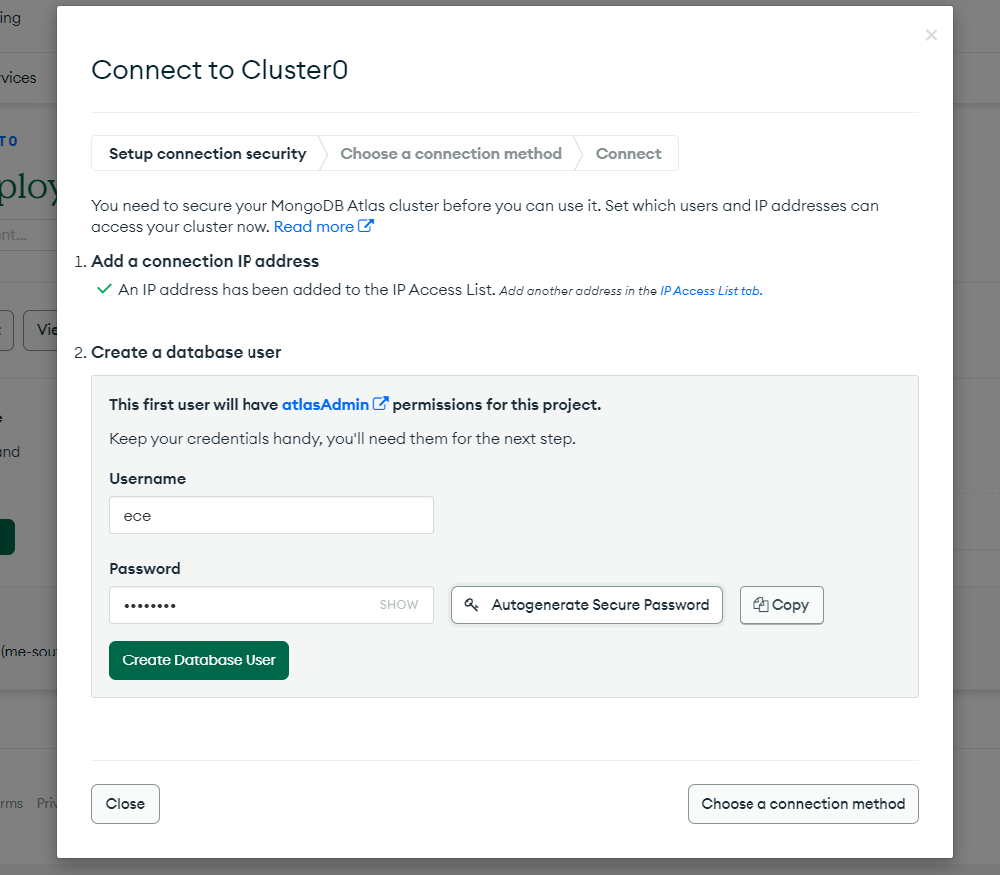 ing
Connect to Cluster0
vices
TO
Setup connection security
Choose a connection method
Connect
ploy
You need to secure your MongoDB Atlas cluster before you can use it. Set which users and IP addresses can
access your cluster now. Read more
ent...
1. Add a connection IP address
An IP address has been added to the IP Access List. Add another address in the IP Access List tab.
Vie
2. Create a database user
This first user will have atlasAdmin permissions for this project.
Keep your credentials handy, you'll need them for the next step.
and
Username
ece
Password
•••••••• SHOW
Autogenerate Secure Password
Copy
(me-sou
Create Database User
rms Priv
Close
Choose a connection method